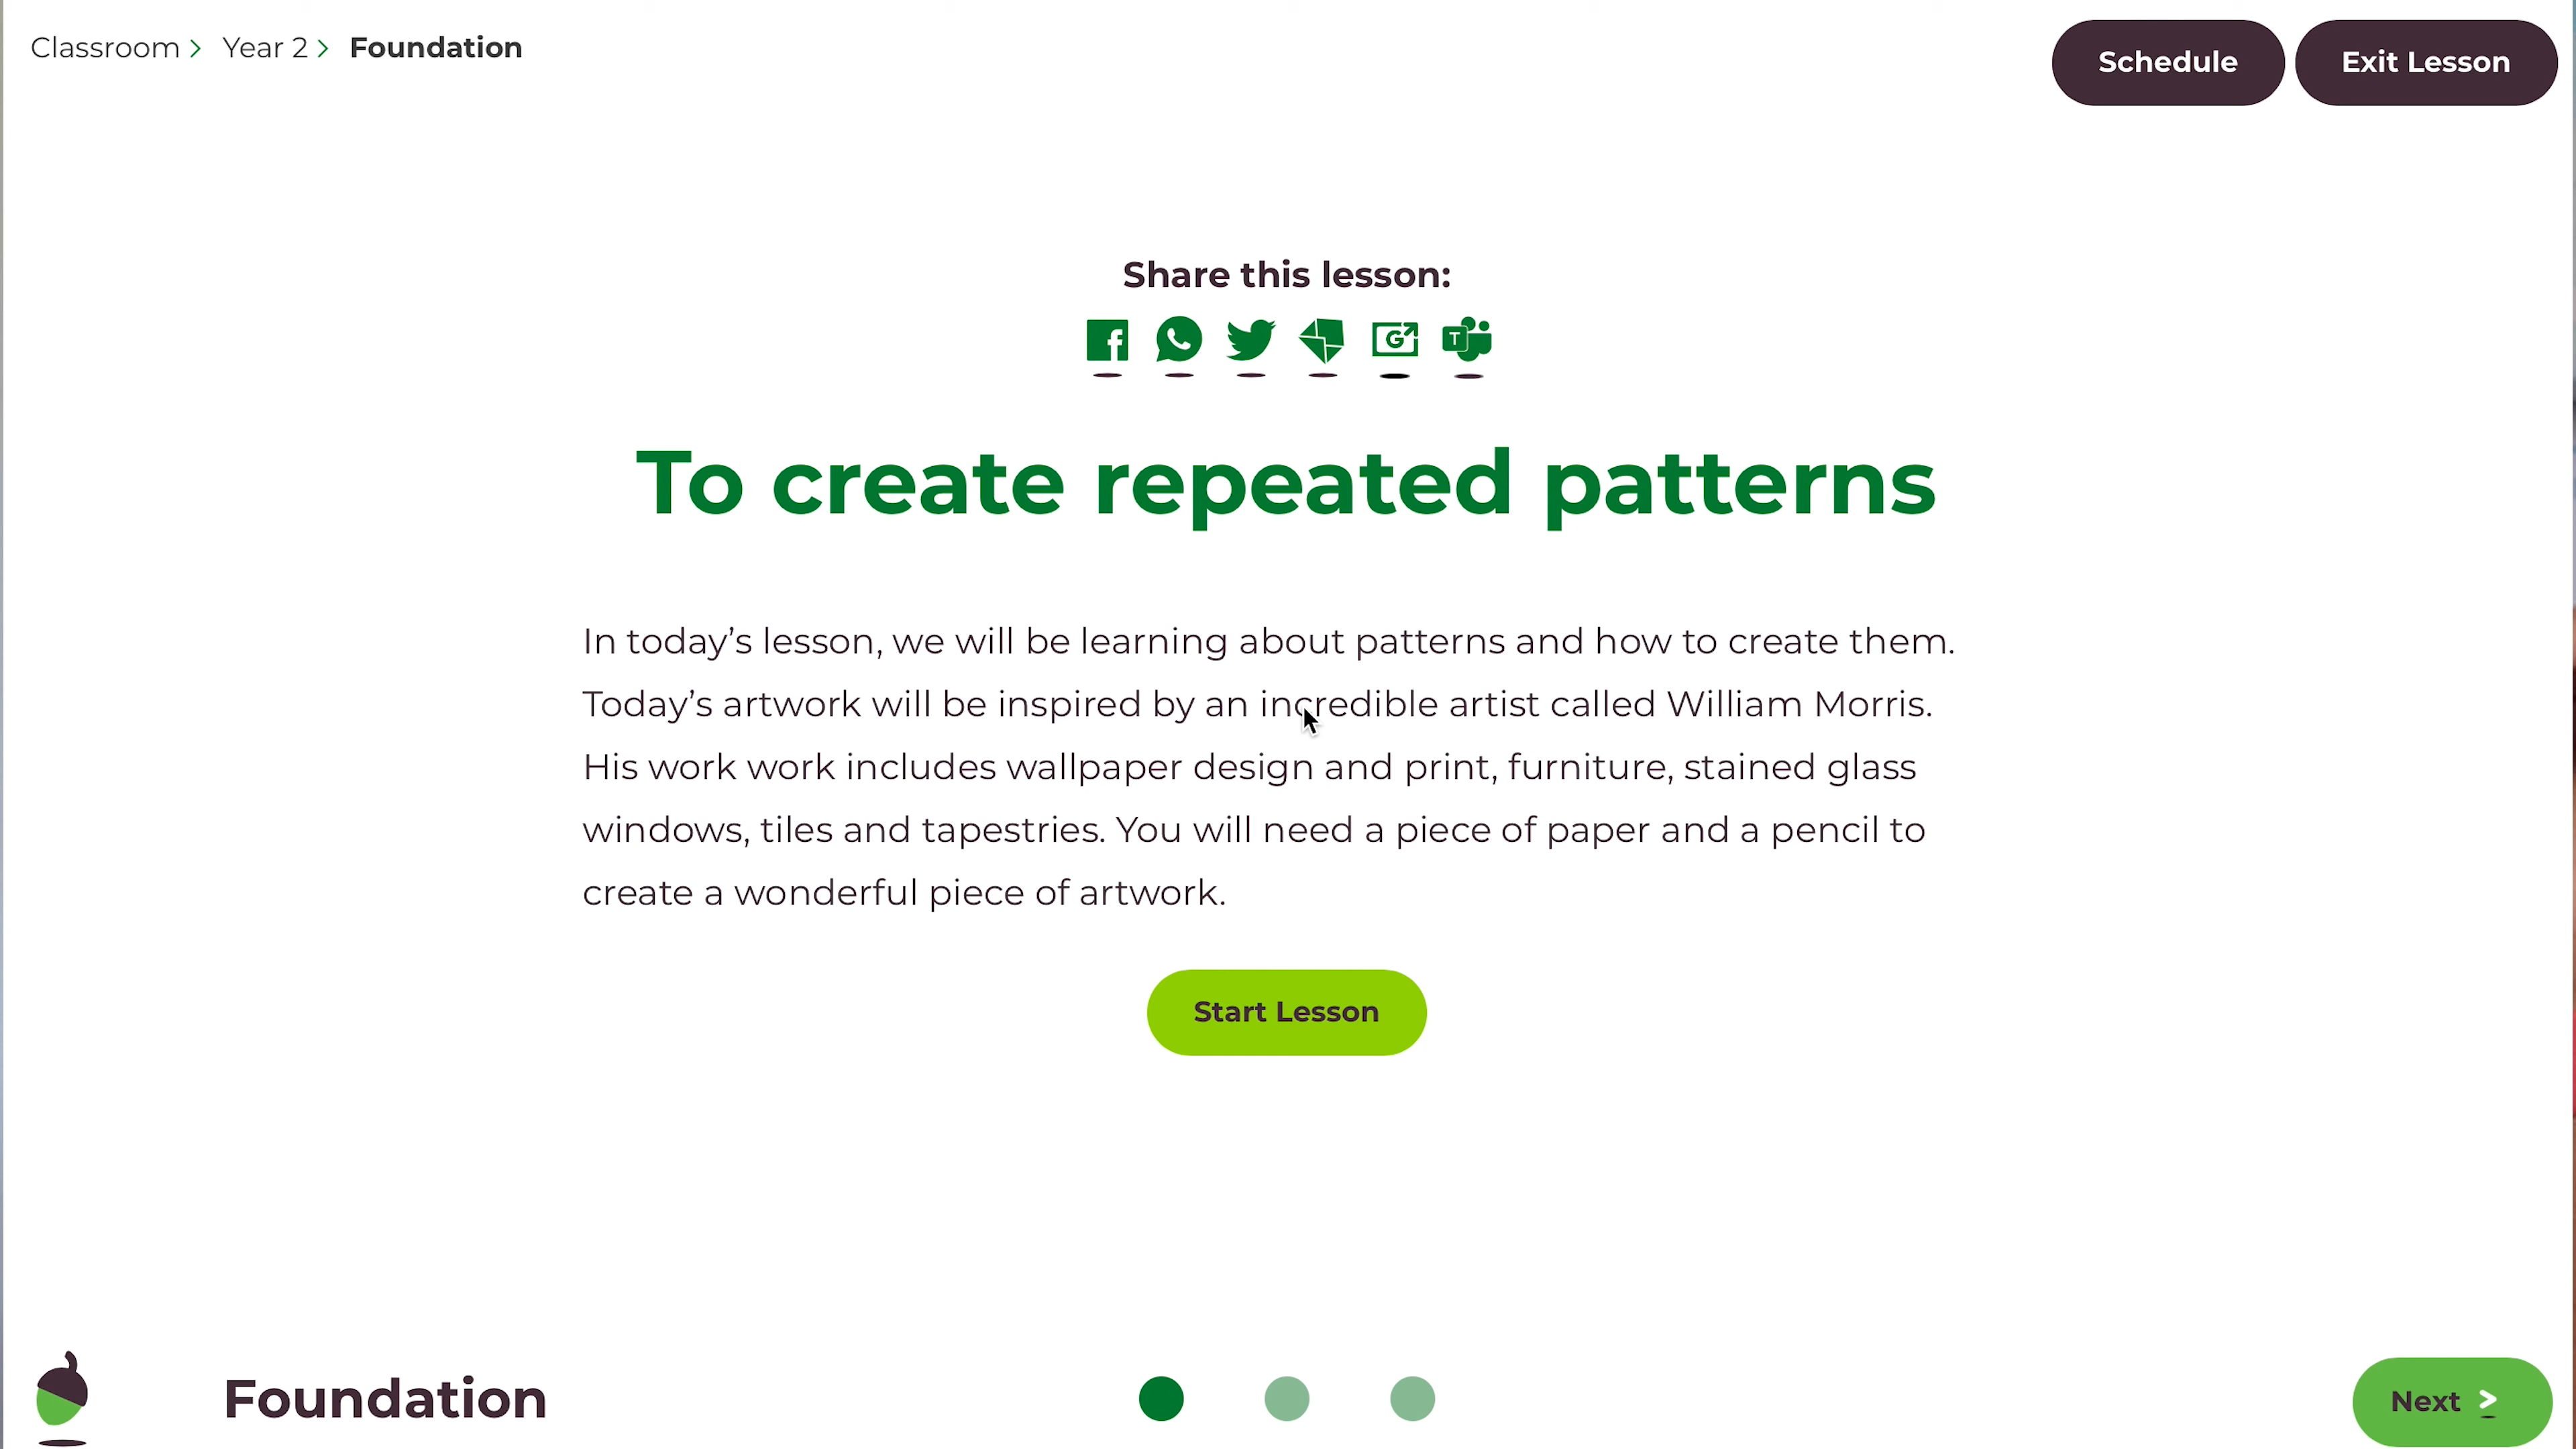 Classroom > Year 2 > Foundation
Schedule
Exit Lesson
Share this lesson:
To create repeated patterns
In today’s lesson, we will be learning about patterns and how to create them.
Today’s artwork will be inspired by an incredible artist called William Morris.
His work work includes wallpaper design and print, furniture, stained glass
windows, tiles and tapestries. You will need a piece of paper and a pencil to
create a wonderful piece of artwork.
Start Lesson
Foundation
Next >